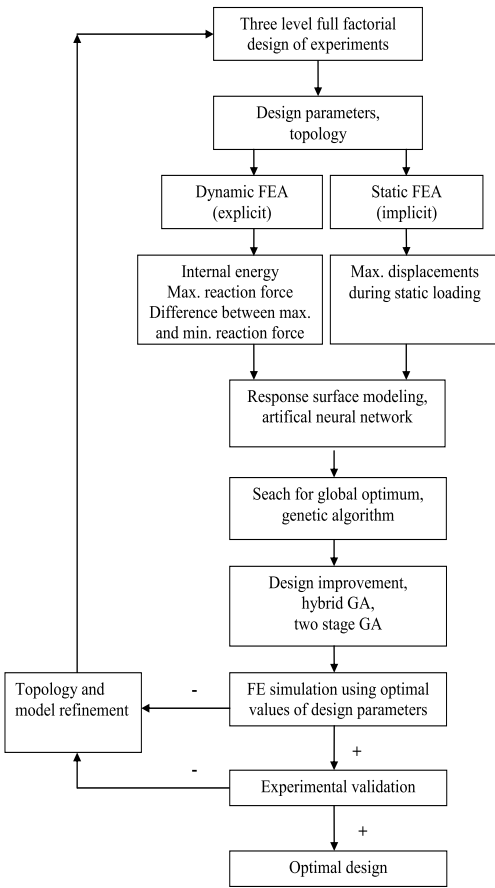 Three level full factorial
design of experiments
Design parameters,
topology
Dynamic FEA
(explicit)
Static FEA
(implicit)
Internal energy
Max. reaction force
Difference between max.
and min. reaction force
Max. displacements
during static loading
Response surface modeling,
artifical neural network
Seach for global optimum,
genetic algorithm
Design improvement,
hybrid GA,
two stage GA
Topology and
model refinement
-
FE simulation using optimal
values of design parameters
+
-
Experimental validation
+
Optimal design